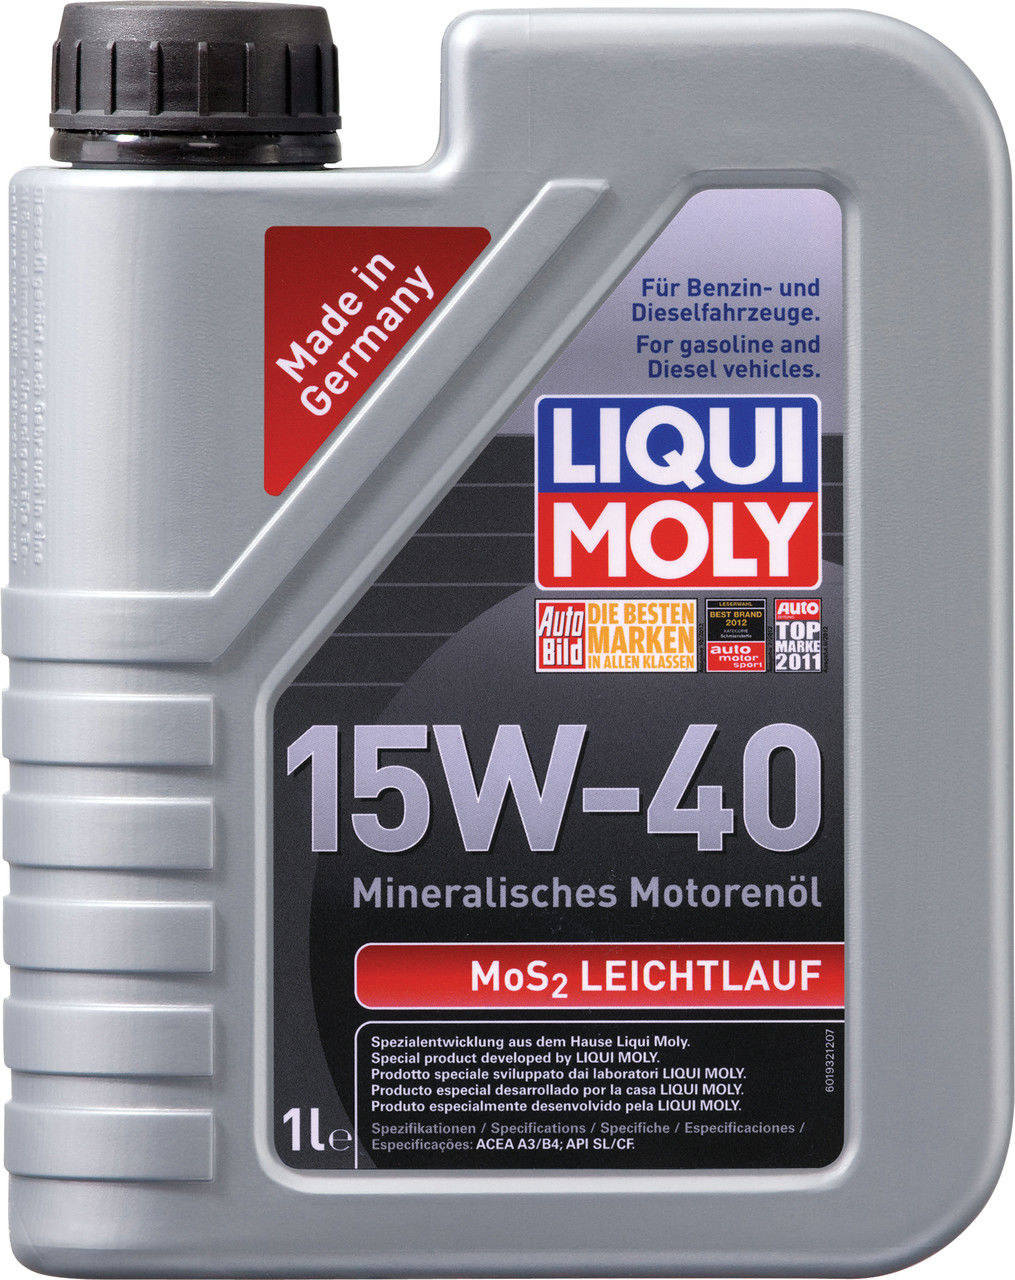 Made in
Germany
Für Benzin- und
Dieselfahrzeuge.
For gasoline and
Diesel vehicles.
LIQUI
MOLY
Auto
Bild
DIE BESTEN
MARKEN
IN ALLEN KLASSEN
LESERWAHL
BEST BRAND
2012
KATEGORIE
Schmierstoffe
auto
motor
sport
Auto
ZEITUNG
TOP
MARKE
2011
15W-40
Mineralisches Motorenöl
MoS₂ LEICHTLAUF
Spezialentwicklung aus dem Hause Liqui Moly.
Special product developed by LIQUI MOLY.
Prodotto speciale sviluppato dai laboratori LIQUI MOLY.
Producto especial desarrollado por la casa LIQUI MOLY.
Produto especialmente desenvolvido pela LIQUI MOLY.
Spezifikationen / Specifications / Specifiche / Especificaciones /
Especificações: ACEA A3/B4; API SL/CF.
1L℮
6019321207